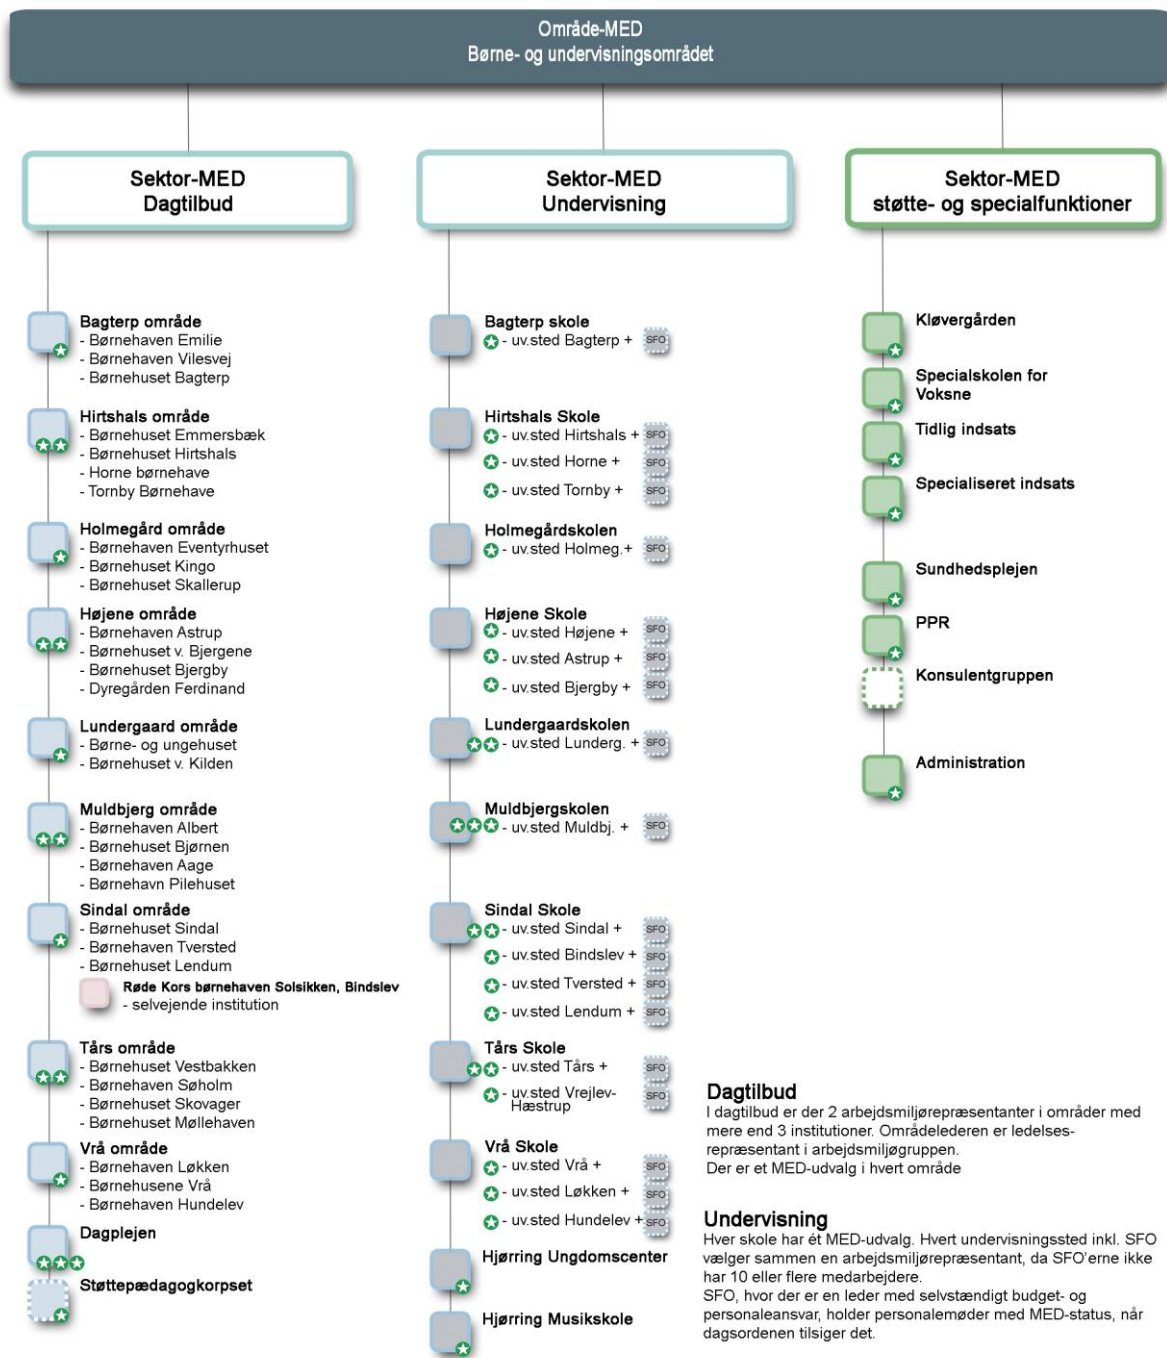 Område-MED
Børne- og undervisningsområdet
Sektor-MED
Dagtilbud
Bagterp område
- Børnehaven Emilie
- Børnehaven Vilesvej
- Børnehuset Bagterp
Hirtshals område
- Børnehuset Emmersbæk
- Børnehuset Hirtshals
- Horne børnehave
- Tornby Børnehave
Holmegård område
- Børnehaven Eventyrhuset
- Børnehuset Kingo
- Børnehuset Skallerup
Højene område
- Børnehaven Astrup
- Børnehuset v. Bjergene
- Børnehuset Bjergby
- Dyregården Ferdinand
Lundergaard område
- Børne- og ungehuset
- Børnehuset v. Kilden
Muldbjerg område
- Børnehaven Albert
- Børnehuset Bjørnen
- Børnehaven Aage
- Børnehavn Pilehuset
Sindal område
- Børnehuset Sindal
- Børnehaven Tversted
- Børnehuset Lendum
Røde Kors børnehaven Solsikken, Bindslev
- selvejende institution
Tårs område
- Børnehuset Vestbakken
- Børnehaven Søholm
- Børnehuset Skovager
- Børnehuset Møllehaven
Vrå område
- Børnehaven Løkken
- Børnehusene Vrå
- Børnehaven Hundelev
Dagplejen
Støttepædagogkorpset
Sektor-MED
Undervisning
Bagterp skole
- uv.sted Bagterp + SFO
Hirtshals Skole
- uv.sted Hirtshals + SFO
- uv.sted Horne + SFO
- uv.sted Tornby + SFO
Holmegårdskolen
- uv.sted Holmeg.+ SFO
Højene Skole
- uv.sted Højene + SFO
- uv.sted Astrup + SFO
- uv.sted Bjergby + SFO
Lundergaardskolen
- uv.sted Lunderg. + SFO
Muldbjergskolen
- uv.sted Muldbj. + SFO
Sindal Skole
- uv.sted Sindal + SFO
- uv.sted Bindslev + SFO
- uv.sted Tversted + SFO
- uv.sted Lendum + SFO
Tårs Skole
- uv.sted Tårs + SFO
- uv.sted Vrejlev- SFO
Hæstrup
Vrå Skole
- uv.sted Vrå + SFO
- uv.sted Løkken + SFO
- uv.sted Hundelev + SFO
Hjørring Ungdomscenter
Hjørring Musikskole
Sektor-MED
støtte- og specialfunktioner
Kløvergården
Specialskolen for
Voksne
Tidlig indsats
Specialiseret indsats
Sundhedsplejen
PPR
Konsulentgruppen
Administration
Dagtilbud
I dagtilbud er der 2 arbejdsmiljørepræsentanter i områder med
mere end 3 institutioner. Områdelederen er ledelses-
repræsentant i arbejdsmiljøgruppen.
Der er et MED-udvalg i hvert område
Undervisning
Hver skole har ét MED-udvalg. Hvert undervisningssted inkl. SFO
vælger sammen en arbejdsmiljørepræsentant, da SFO'erne ikke
har 10 eller flere medarbejdere.
SFO, hvor der er en leder med selvstændigt budget- og
personaleansvar, holder personalemøder med MED-status, når
dagsordenen tilsiger det.